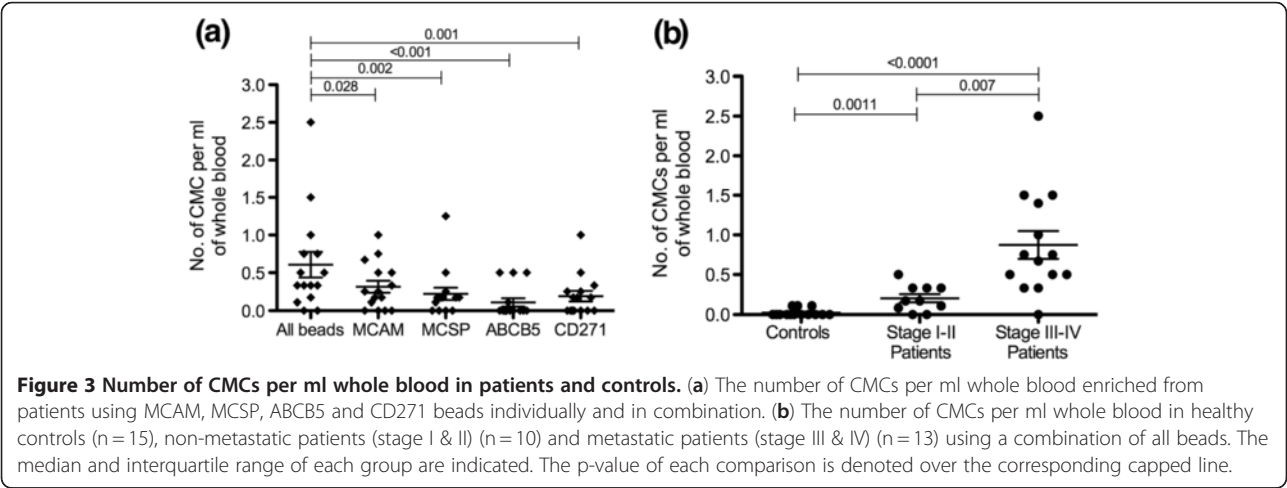 (a)
0.001
<0.001
0.002
0.028
No. of CMC per ml
of whole blood
3.0
2.5
2.0
1.5
1.0
0.5
0.0
All beads MCAM MCSP ABCB5 CD271
(b)
<0.0001
0.007
0.0011
No. of CMCs per ml
of whole blood
3.0
2.5
2.0
1.5
1.0
0.5
0.0
Controls Stage I-II Stage III-IV
Patients Patients
Figure 3 Number of CMCs per ml whole blood in patients and controls. (a) The number of CMCs per ml whole blood enriched from
patients using MCAM, MCSP, ABCB5 and CD271 beads individually and in combination. (b) The number of CMCs per ml whole blood in healthy
controls (n = 15), non-metastatic patients (stage I & II) (n = 10) and metastatic patients (stage III & IV) (n = 13) using a combination of all beads. The
median and interquartile range of each group are indicated. The p-value of each comparison is denoted over the corresponding capped line.